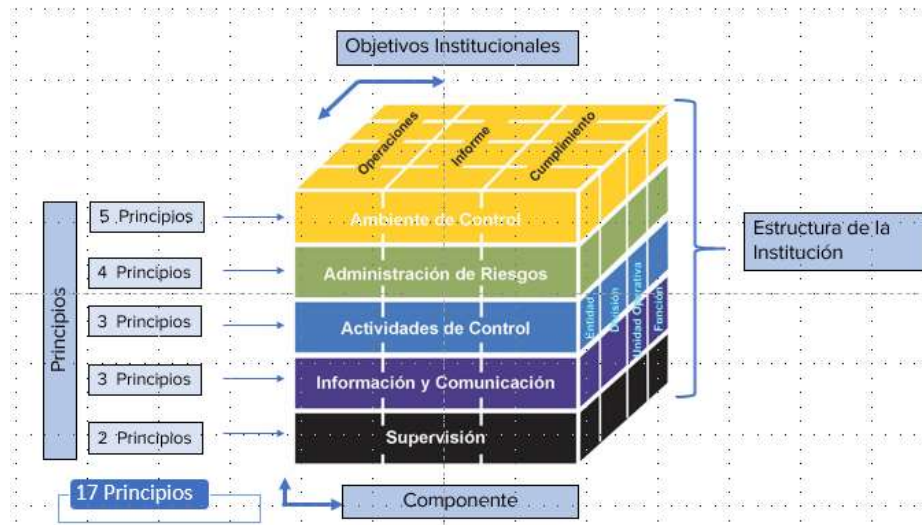 Objetivos Institucionales
Operaciones
Informe
Cumplimiento
5 Principios
Ambiente de Control
4 Principios
Administración de Riesgos
3 Principios
Actividades de Control
3 Principios
Información y Comunicación
2 Principios
Supervisión
Principios
Entidad
División
Unidad Operativa
Función
Estructura de la
Institución
17 Principios
Componente